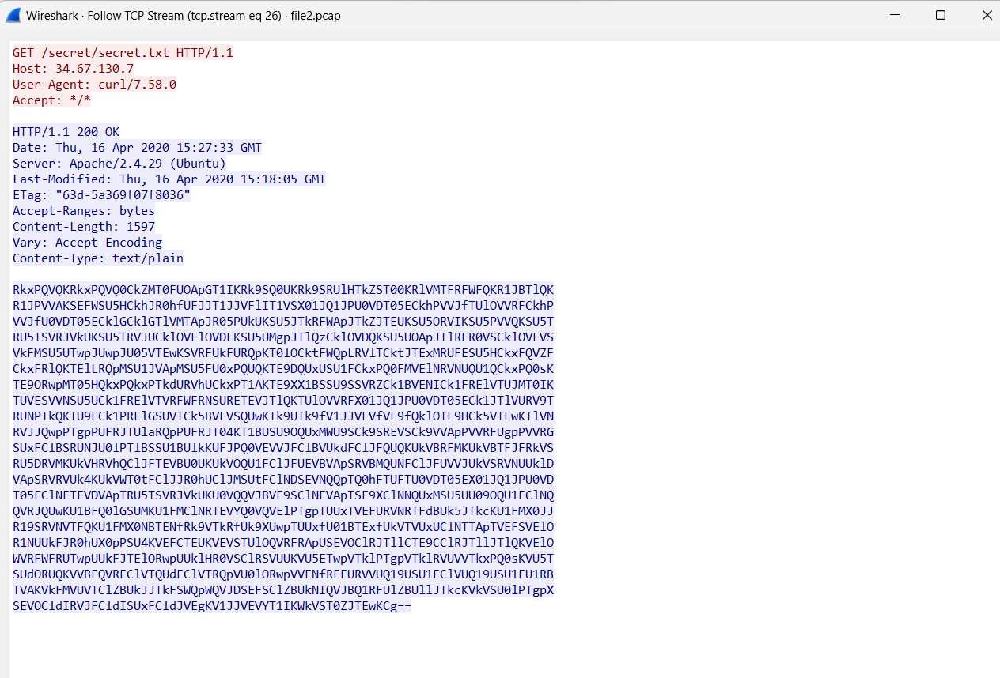 Wireshark · Follow TCP Stream (tcp.stream eq 26) · file2.pcap
GET /secret/secret.txt HTTP/1.1
Host: 34.67.130.7
User-Agent: curl/7.58.0
Accept: */*
HTTP/1.1 200 OK
Date: Thu, 16 Apr 2020 15:27:33 GMT
Server: Apache/2.4.29 (Ubuntu)
Last-Modified: Thu, 16 Apr 2020 15:18:05 GMT
ETag: "63d-5a369f07f8036"
Accept-Ranges: bytes
Content-Length: 1597
Vary: Accept-Encoding
Content-Type: text/plain
RkxPQVQKRkxPQVQ0CkZMT0FUOApGT1IKRk9SQ0UKRk9SRUlHTkZST00KRlVMTFRFWFQKR1JBTlQK
R1JPVVAKSEFWSU5HCkhJR0hfUFJJT1JJVFlIT1VSX01JQ1JPU0VDT05ECkhPVVJfTUlOVVRFCkhP
VVJfU0VDT05ECklGCklGTlVMTApJR05PUkUKSU5JTkRFWApJTkZJTEUKSU5ORVIKSU5PVVQKSU5T
RU5TSVRJVkUKSU5TRVJUCklOVElOVDEKSU5UMgpJTlQzCklOVDQKSU5UOApJTlRFR0VSCklOVEVS
VkFMSU5UTwpJUwpJU05VTEwKSVRFUkFURQpKT0lOCktFWQpLRVlTCktJTExMRUFESU5HCkxFQVZF
CkxFRlQKTElLRQpMSU1JVApMSU5FU0xPQUQKTE9DQUxUSU1FCkxPQ0FMVElNRVNUQU1QCkxPQ0sK
TE9ORwpMT05HQkxPQkxPTkdURVhUCkxPT1AKTE9XX1BSSU9SSVRZCk1BVENICk1FRElVTUJMT0IK
TUVESVVNSU5UCk1FRElVTVRFWFRNSURETEVJTlQKTUlOVVRFX01JQ1JPU0VDT05ECk1JTlVURV9T
RUNPTkQKTU9ECk1PRElGSUVTCk5BVFVSQUwKTk9UTk9fV1JJVEVfVE9fQklOTE9HCk5VTEwKTlVN
RVJJQwpPTgpPUFRJTUlaRQpPUFRJT04KT1BUSU9OQUxMWU9SCk9SREVSCk9VVApPVVRFUgpPVVRG
SUxFClBSRUNJU0lPTlBSSU1BUlkKUFJPQ0VEVVJFClBVUkdFClJFQUQKUkVBRFMKUkVBTFJFRkVS
RU5DRVMKUkVHRVhQClJFTEVBU0UKUkVOQU1FClJFUEVBVApSRVBMQUNFClJFUVVJUkVSRVNUUklD
VApSRVRVUk4KUkVWT0tFClJJR0hUClJMSUtFClNDSEVNQQpTQ0hFTUFTU0VDT05EX01JQ1JPU0VD
T05EClNFTEVDVApTRU5TSVRJVkUKU0VQQVJBVE9SClNFVApTSE9XClNNQUxMSU5UU09OQU1FClNQ
QVRJQUwKU1BFQ0lGSUMKU1FMClNRTEVYQ0VQVElPTgpTUUxTVEFURVNRTFdBUk5JTkcKU1FMX0JJ
R19SRVNVTFQKU1FMX0NBTENfRk9VTkRfUk9XUwpTUUxfU01BTExfUkVTVUxUClNTTApTVEFSVElO
R1NUUkFJR0hUX0pPSU4KVEFCTEUKVEVSTUlOQVRFRApUSEVOClRJTllCTE9CClRJTllJTlQKVElO
WVRFWFRUTwpUUkFJTElORwpUUklHR0VSClRSVUUKVU5ETwpVTklPTgpVTklRVUVVTkxPQ0sKVU5T
SUdORUQKVVBEQVRFClVTQUdFClVTRQpVU0lORwpVVENfREFURVVUQ19USU1FClVUQ19USU1FU1RB
TVAKVkFMVUVTClZBUkJJTkFSWQpWQVJDSEFSClZBUkNIQVJBQ1RFUlZBUllJTkcKVkVSU0lPTgpX
SEVOCldIRVJFCldISUxFCldJVEgKV1JJVEVYT1IKWkVST0ZJTEwKCg==